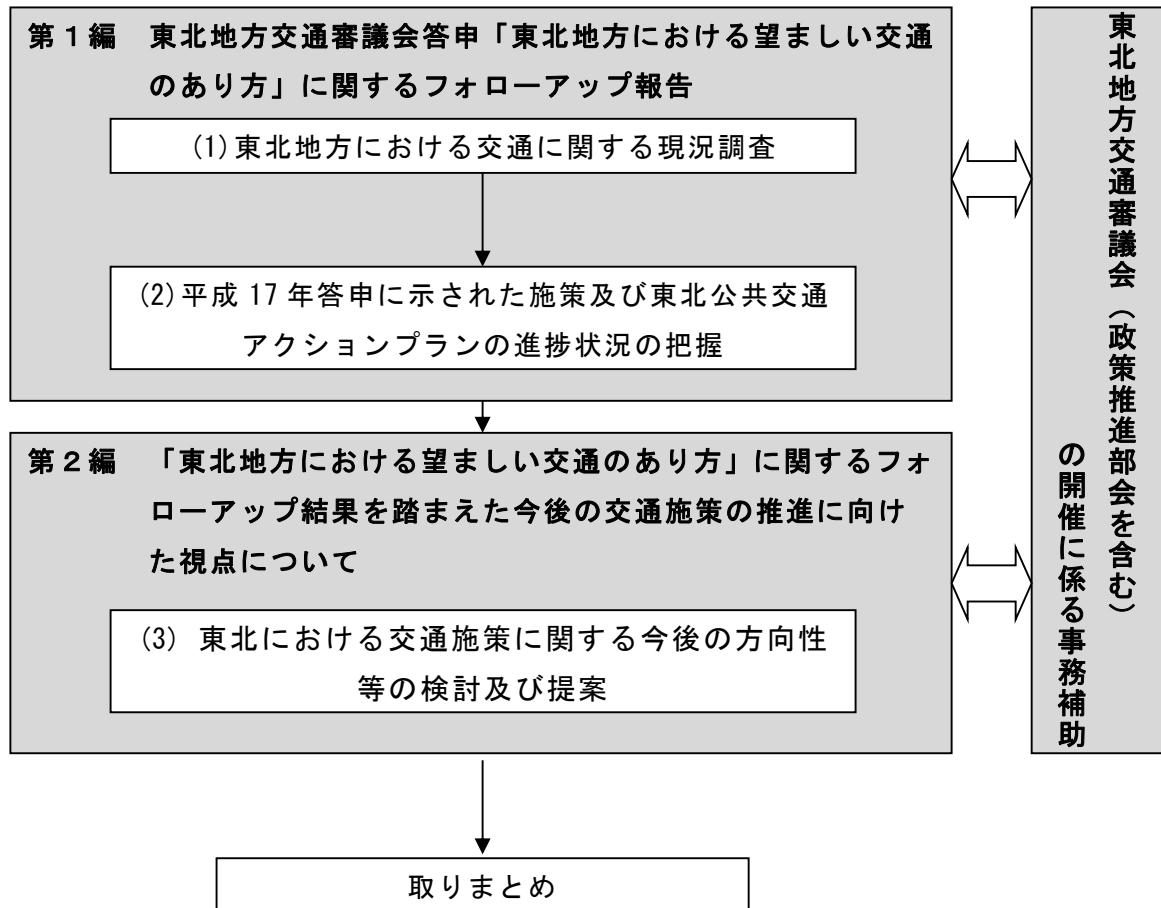 第1編 東北地方交通審議会答申「東北地方における望ましい交通
のあり方」に関するフォローアップ報告
(1)東北地方における交通に関する現況調査
(2)平成17年答申に示された施策及び東北公共交通
アクションプランの進捗状況の把握
第2編 「東北地方における望ましい交通のあり方」に関するフォ
ローアップ結果を踏まえた今後の交通施策の推進に向け
た視点について
(3) 東北における交通施策に関する今後の方向性
等の検討及び提案
取りまとめ
東北地方交通審議会(政策推進部会を含む)
の開催に係る事務補助